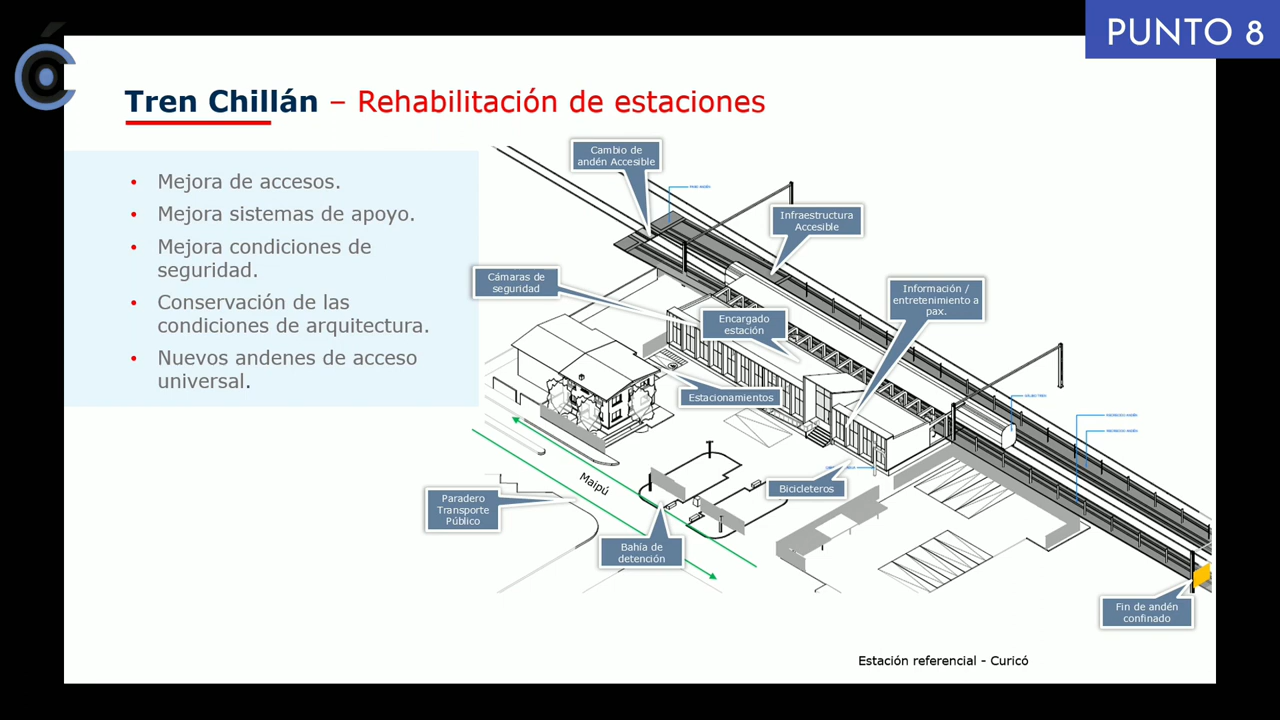 PUNTO 8
Tren Chillán – Rehabilitación de estaciones
• Mejora de accesos.
• Mejora sistemas de apoyo.
• Mejora condiciones de
seguridad.
• Conservación de las
condiciones de arquitectura.
• Nuevos andenes de acceso
universal.
Cambio de
andén Accesible
Infraestructura
Accesible
Cámaras de
seguridad
Encargado
estación
Información /
entretenimiento a
pax.
Estacionamientos
Maipú
Bicicleteros
Paradero
Transporte
Público
Bahía de
detención
Fin de andén
confinado
Estación referencial - Curicó